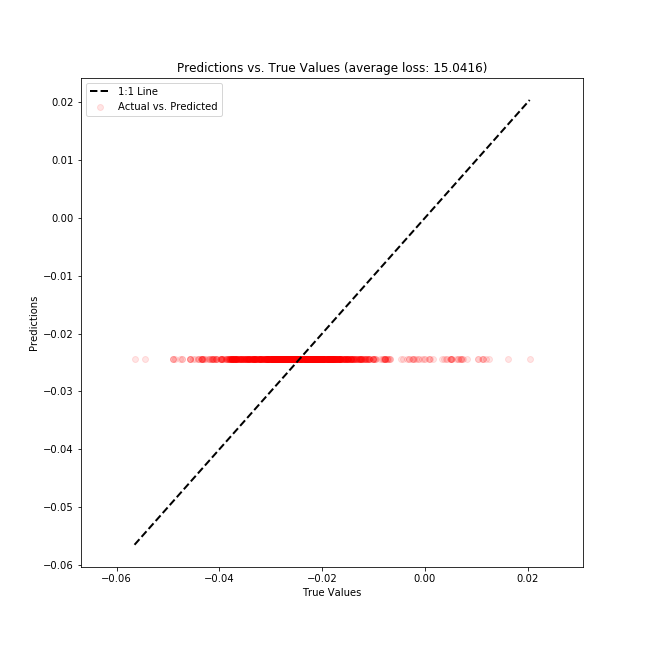 Predictions vs. True Values (average loss: 15.0416)
1:1 Line
Actual vs. Predicted
0.02
0.01
0.00
−0.01
−0.02
−0.03
−0.04
−0.05
−0.06
Predictions
−0.06
−0.04
−0.02
0.00
0.02
True Values